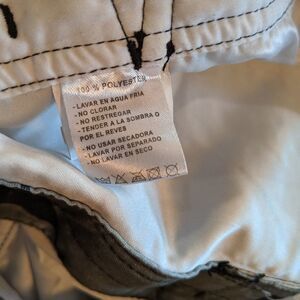 100 % POLYESTER
- LAVAR EN AGUA FRIA
- NO CLORAR
- NO RESTREGAR
- TENDER A LA SOMBRA O
POR EL REVES
- NO USAR SECADORA
- LAVAR POR SEPARADO
- NO LAVAR EN SECO